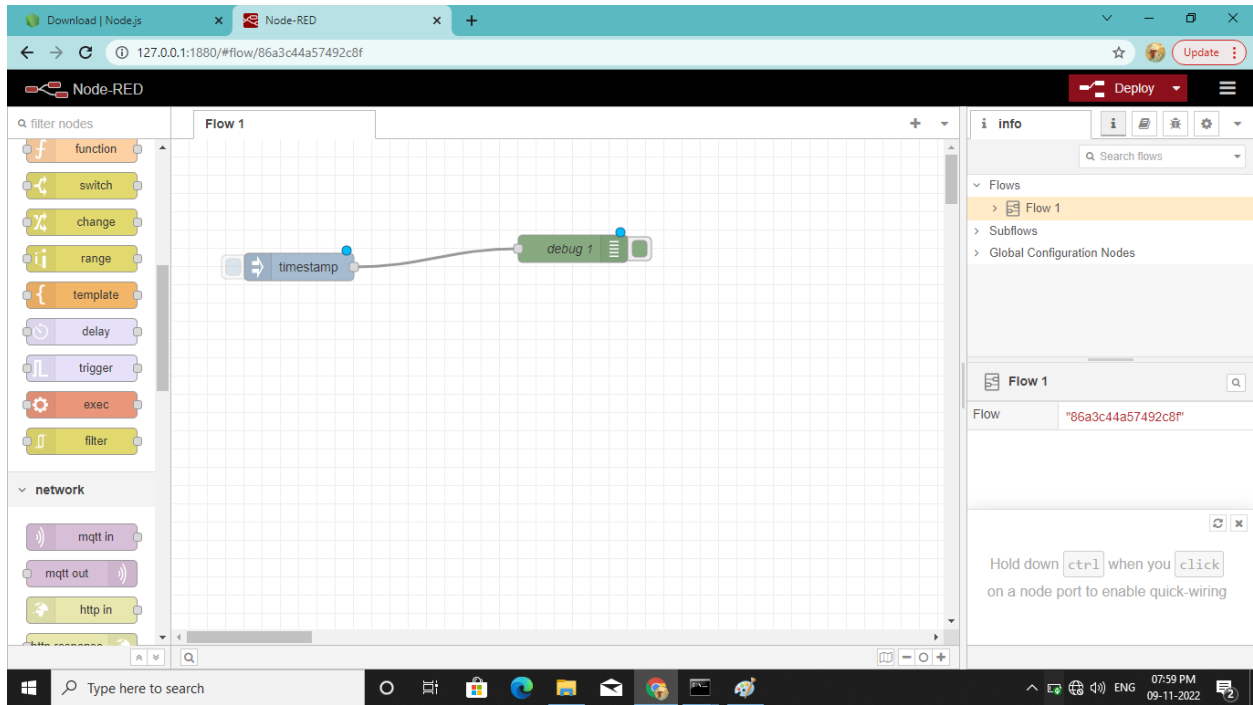 Download | Node.js
Node-RED
127.0.0.1:1880/#flow/86a3c44a57492c8f
Update
Node-RED
Deploy
filter nodes
function
switch
change
range
template
delay
trigger
exec
filter
network
mqtt in
mqtt out
http in
http response
Flow 1
timestamp
debug 1
i info
Search flows
Flows
Flow 1
Subflows
Global Configuration Nodes
Flow 1
Flow "86a3c44a57492c8f"
Hold down ctrl when you click
on a node port to enable quick-wiring
Type here to search
ENG
07:59 PM
09-11-2022
2